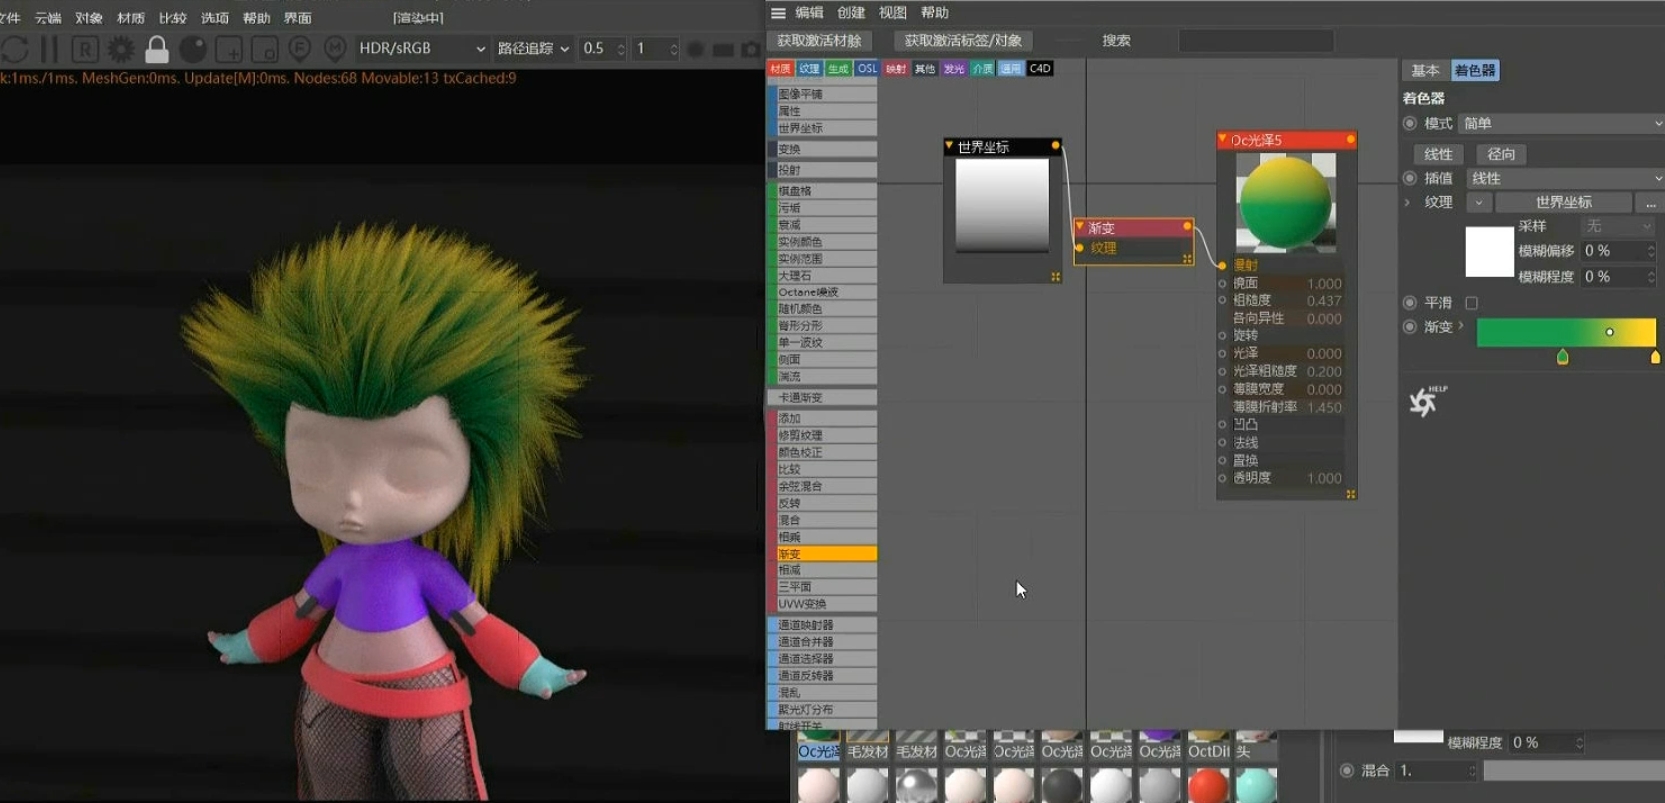 文件 云端 对象 材质 比较 选项 帮助 界面 [渲染中]
HDR/sRGB 路径追踪 0.5 1
k:1ms./1ms. MeshGen:0ms. Update[M]:0ms. Nodes:68 Movable:13 txCached:9
编辑 创建 视图 帮助
获取激活材质 获取激活标签/对象 搜索
材质 纹理 生成 OSL 映射 其他 发光 介质 通用 C4D
图像平铺
属性
世界坐标
变换
投射
棋盘格
污垢
衰减
实例颜色
实例范围
大理石
Octane噪波
随机颜色
脊形分形
单一波纹
侧面
湍流
卡通渐变
添加
修剪纹理
颜色校正
比较
余弦混合
反转
混合
相乘
渐变
相减
三平面
UVW变换
通道映射器
通道合并器
通道选择器
通道反转器
混乱
聚光灯分布
射线开关
世界坐标
渐变
纹理
Oc光泽5
漫射
镜面 1.000
粗糙度 0.437
各向异性 0.000
旋转
光泽 0.000
光泽粗糙度 0.200
薄膜宽度 0.000
薄膜折射率 1.450
凹凸
法线
置换
透明度 1.000
基本 着色器
着色器
模式 简单
线性 径向
插值 线性
纹理 世界坐标 ...
采样 无
模糊偏移 0 %
模糊程度 0 %
平滑
渐变
HELP
Oc光泽 毛发材 毛发材 Oc光泽 Oc光泽 Oc光泽 Oc光泽 Oc光泽 OctDif 头
模糊程度 0 %
混合 1.